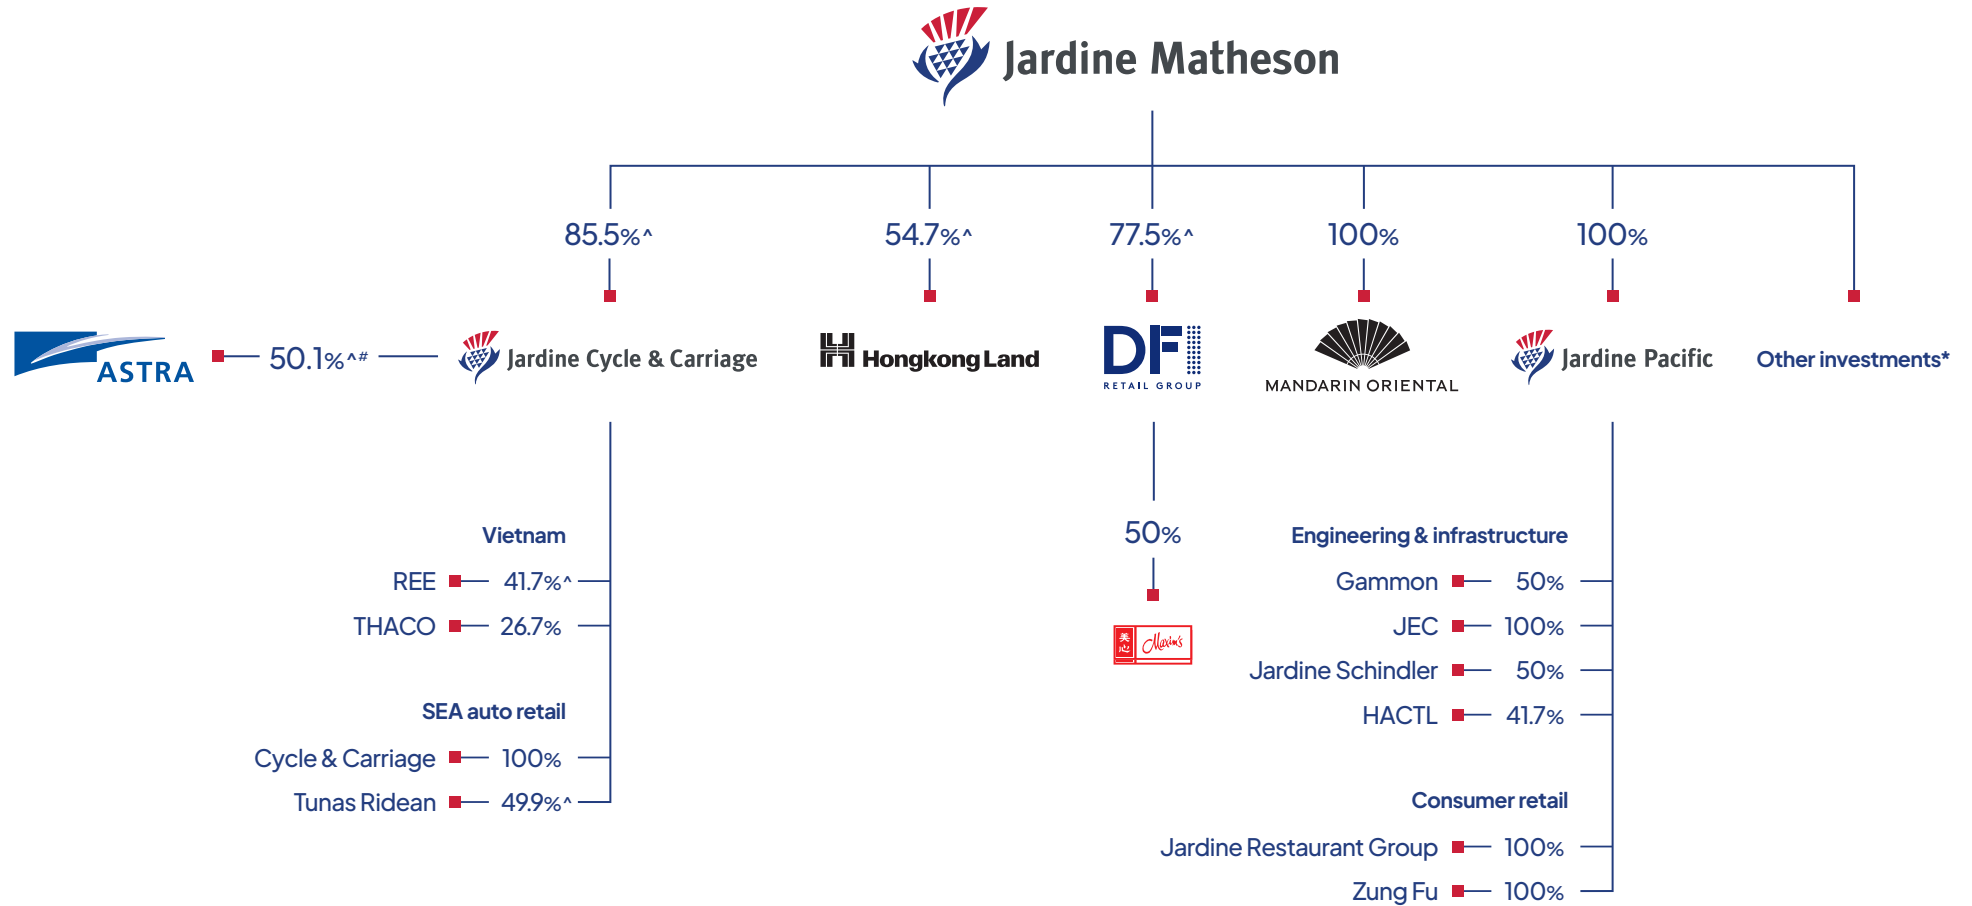 Jardine Matheson
85.5%^
54.7%^
77.5%^
100%
100%
ASTRA
50.1%^#
Jardine Cycle & Carriage
Hongkong Land
DFI
RETAIL GROUP
MANDARIN ORIENTAL
Jardine Pacific
Other investments*
Vietnam
REE 41.7%^
THACO 26.7%
SEA auto retail
Cycle & Carriage 100%
Tunas Ridean 49.9%^
50%
美心
Maxim's
Engineering & infrastructure
Gammon 50%
JEC 100%
Jardine Schindler 50%
HACTL 41.7%
Consumer retail
Jardine Restaurant Group 100%
Zung Fu 100%